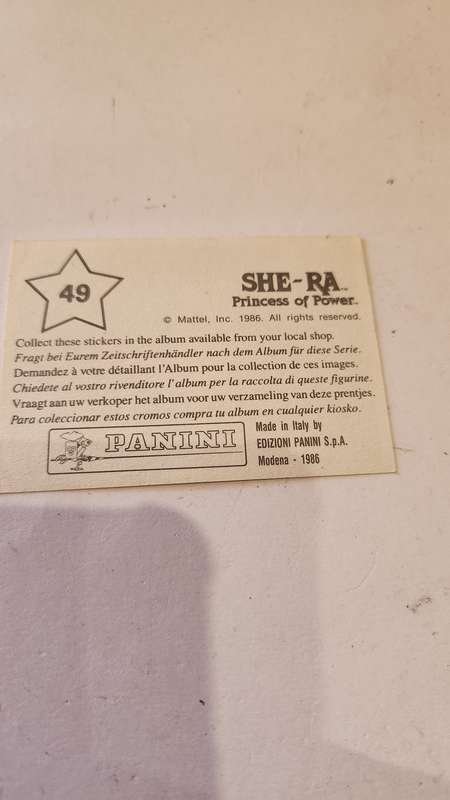 49
SHE-RA™
Princess of Power™
© Mattel, Inc. 1986. All rights reserved.
Collect these stickers in the album available from your local shop.
Fragt bei Eurem Zeitschriftenhändler nach dem Album für diese Serie.
Demandez à votre détaillant l'Album pour la collection de ces images.
Chiedete al vostro rivenditore l'album per la raccolta di queste figurine.
Vraagt aan uw verkoper het album voor uw verzameling van deze prentjes.
Para coleccionar estos cromos compra tu album en cualquier kiosko.
PANINI
Made in Italy by
EDIZIONI PANINI S.p.A.
Modena - 1986